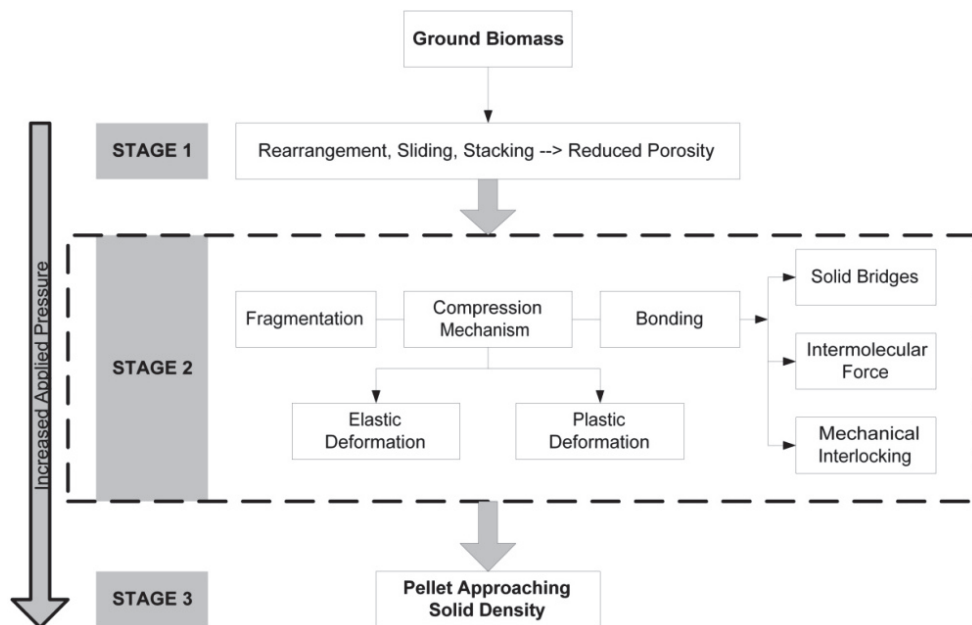 Ground Biomass
STAGE 1
Rearrangement, Sliding, Stacking --> Reduced Porosity
Increased Applied Pressure
STAGE 2
Fragmentation
Compression
Mechanism
Bonding
Solid Bridges
Intermolecular
Force
Mechanical
Interlocking
Elastic
Deformation
Plastic
Deformation
STAGE 3
Pellet Approaching
Solid Density